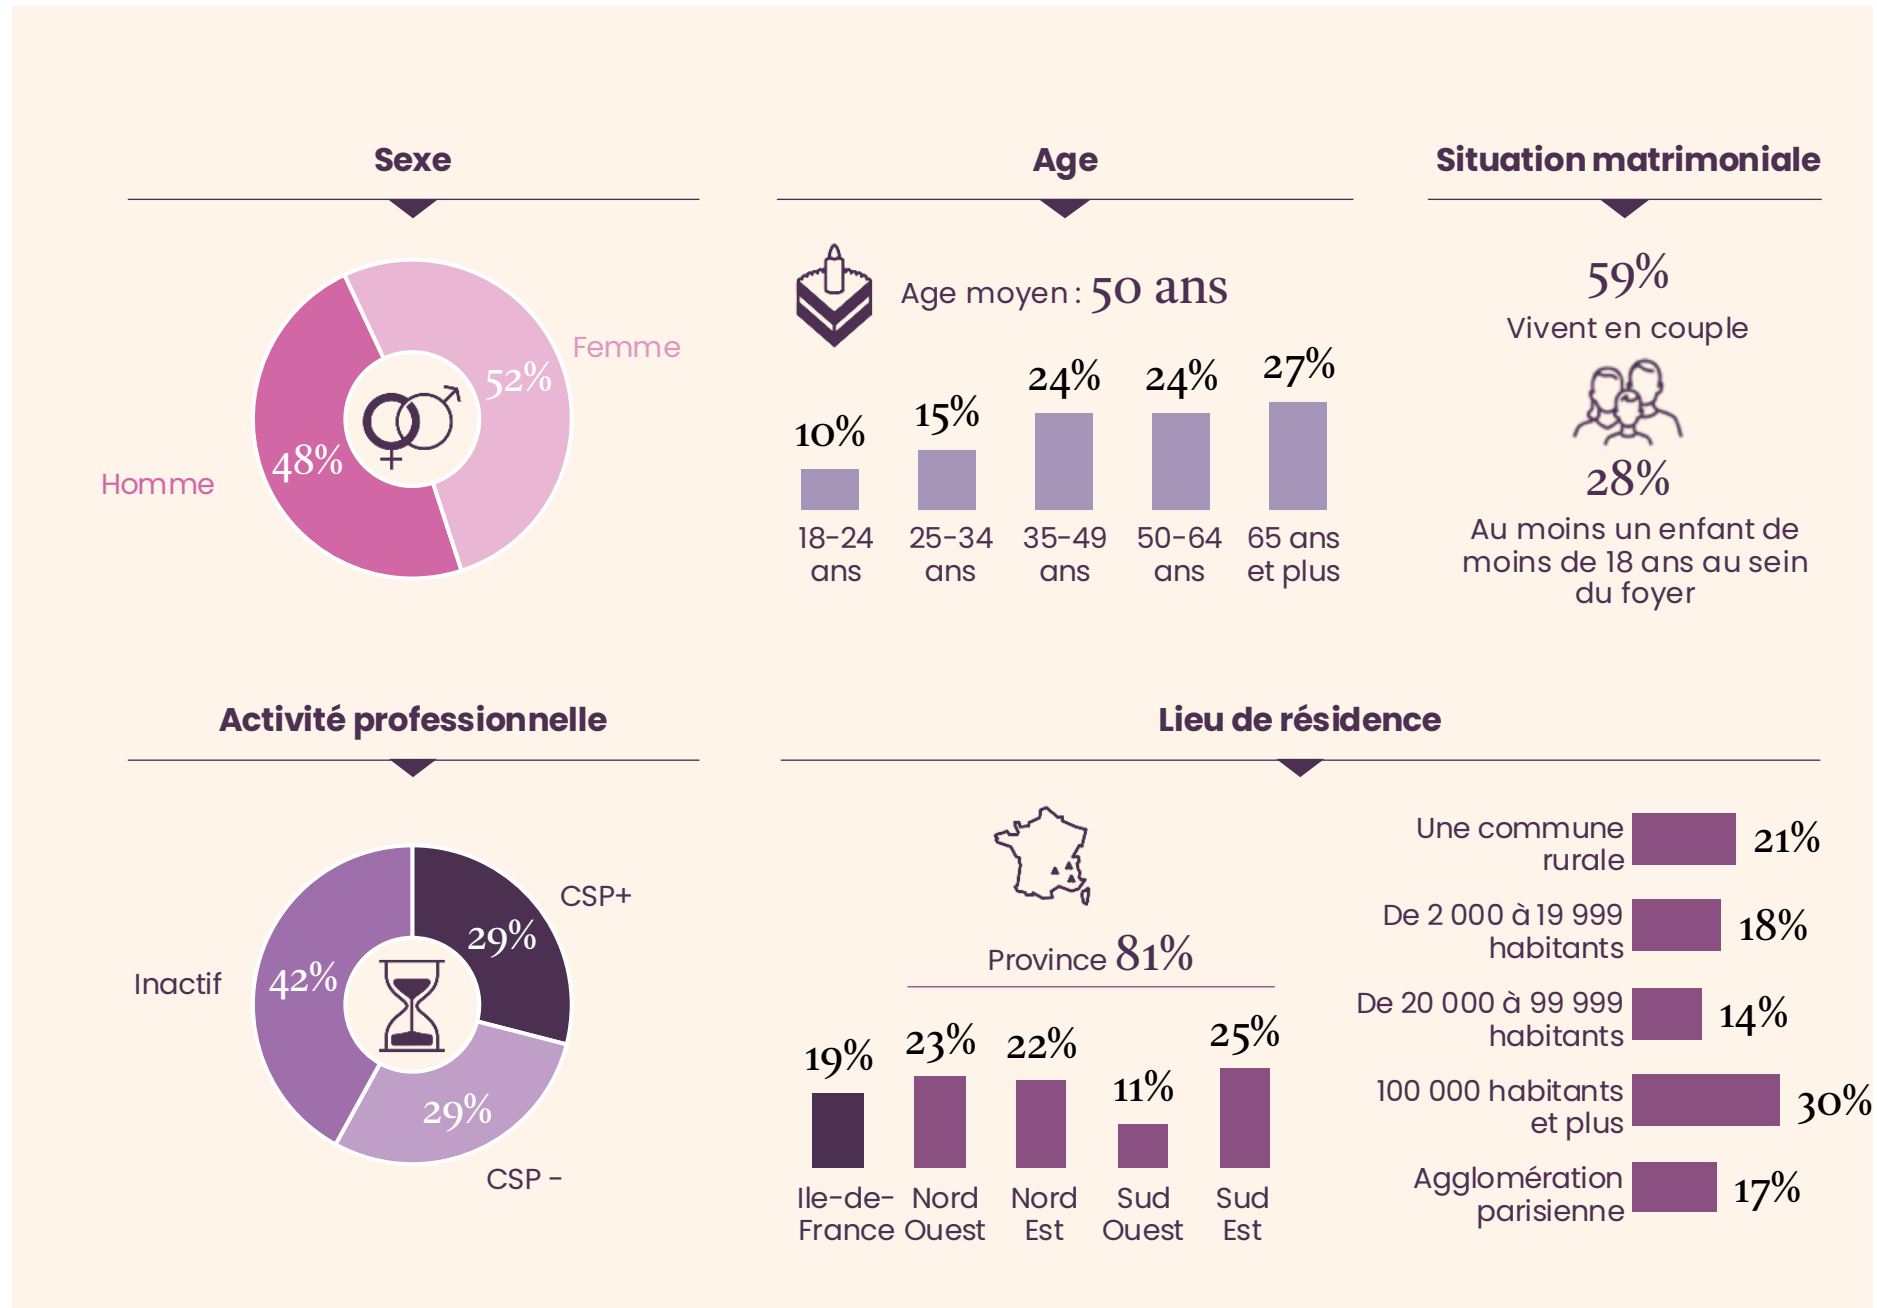 Sexe
Femme
52%
48%
Homme
Age
Age moyen : 50 ans
10%
15%
24%
24%
27%
18-24
ans
25-34
ans
35-49
ans
50-64
ans
65 ans
et plus
Situation matrimoniale
59%
Vivent en couple
28%
Au moins un enfant de
moins de 18 ans au sein
du foyer
Activité professionnelle
CSP+
29%
42%
Inactif
29%
CSP -
Lieu de résidence
Province 81%
19%
23%
22%
11%
25%
Ile-de-
France
Nord
Ouest
Nord
Est
Sud
Ouest
Sud
Est
Une commune
rurale
21%
De 2 000 à 19 999
habitants
18%
De 20 000 à 99 999
habitants
14%
100 000 habitants
et plus
30%
Agglomération
parisienne
17%